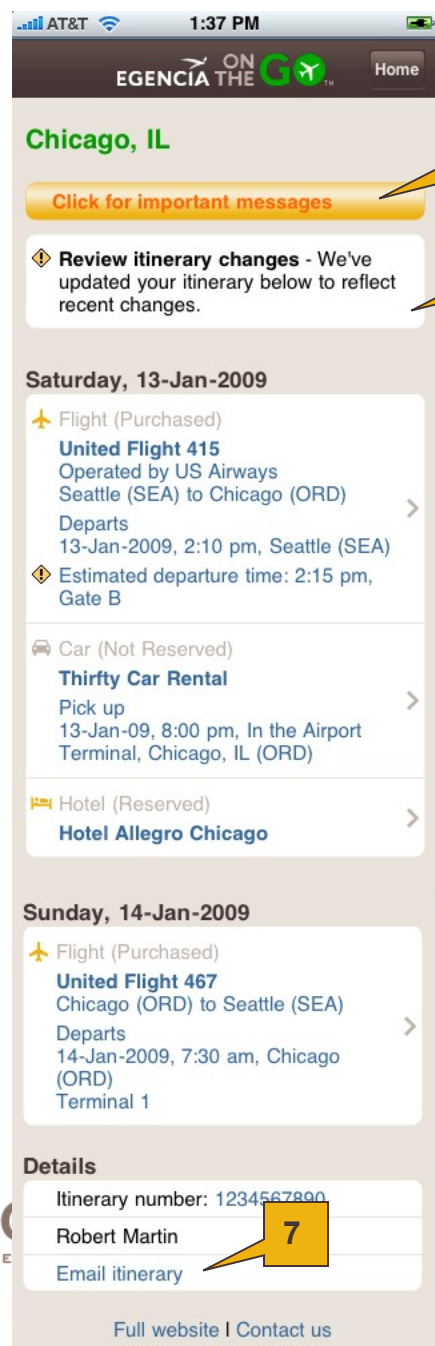 AT&T 1:37 PM
EGENCIA ON THE GO TM Home
Chicago, IL
Click for important messages
Review itinerary changes - We've
updated your itinerary below to reflect
recent changes.
Saturday, 13-Jan-2009
Flight (Purchased)
United Flight 415
Operated by US Airways
Seattle (SEA) to Chicago (ORD)
Departs
13-Jan-2009, 2:10 pm, Seattle (SEA)
Estimated departure time: 2:15 pm,
Gate B
Car (Not Reserved)
Thirfty Car Rental
Pick up
13-Jan-09, 8:00 pm, In the Airport
Terminal, Chicago, IL (ORD)
Hotel (Reserved)
Hotel Allegro Chicago
Sunday, 14-Jan-2009
Flight (Purchased)
United Flight 467
Chicago (ORD) to Seattle (SEA)
Departs
14-Jan-2009, 7:30 am, Chicago
(ORD)
Terminal 1
Details
Itinerary number: 1234567890
Robert Martin
7
Email itinerary
Full website | Contact us